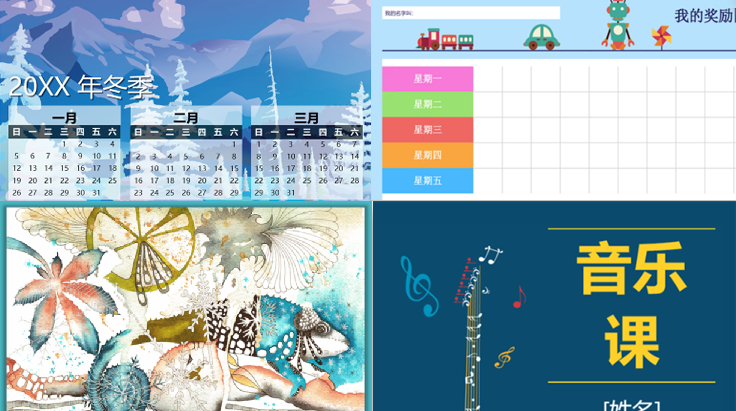 20XX 年冬季
一月
日 一 二 三 四 五 六
1 2 3 4
5 6 7 8 9 10 11
12 13 14 15 16 17 18
19 20 21 22 23 24 25
26 27 28 29 30 31
二月
日 一 二 三 四 五 六
1
2 3 4 5 6 7 8
9 10 11 12 13 14 15
16 17 18 19 20 21 22
23 24 25 26 27 28 29
三月
日 一 二 三 四 五 六
1 2 3 4 5 6 7
8 9 10 11 12 13 14
15 16 17 18 19 20 21
22 23 24 25 26 27 28
29 30 31
我的名字叫:
我的奖励
星期一
星期二
星期三
星期四
星期五
音乐
课
[姓名]